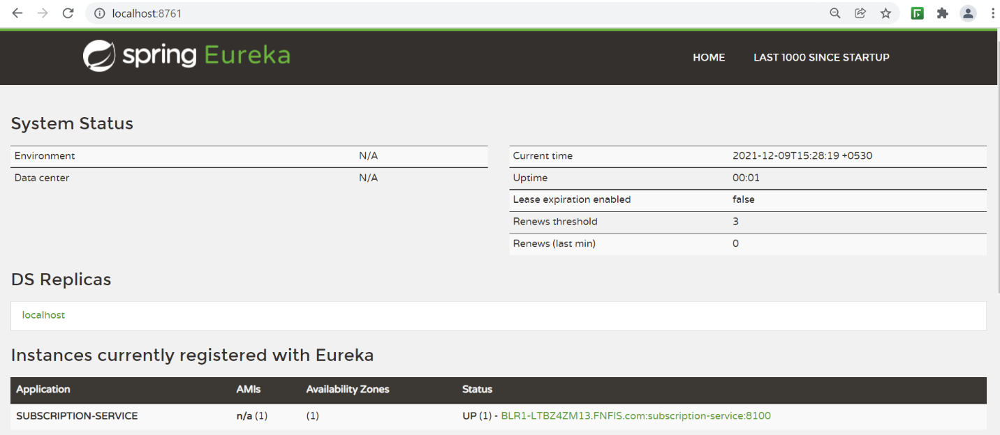 localhost:8761
spring Eureka
HOME LAST 1000 SINCE STARTUP
System Status
Environment N/A
Data center N/A
Current time 2021-12-09T15:28:19 +0530
Uptime 00:01
Lease expiration enabled false
Renews threshold 3
Renews (last min) 0
DS Replicas
localhost
Instances currently registered with Eureka
Application AMIs Availability Zones Status
SUBSCRIPTION-SERVICE n/a (1) (1) UP (1) - BLR1-LTBZ4ZM13.FNFIS.com:subscription-service:8100